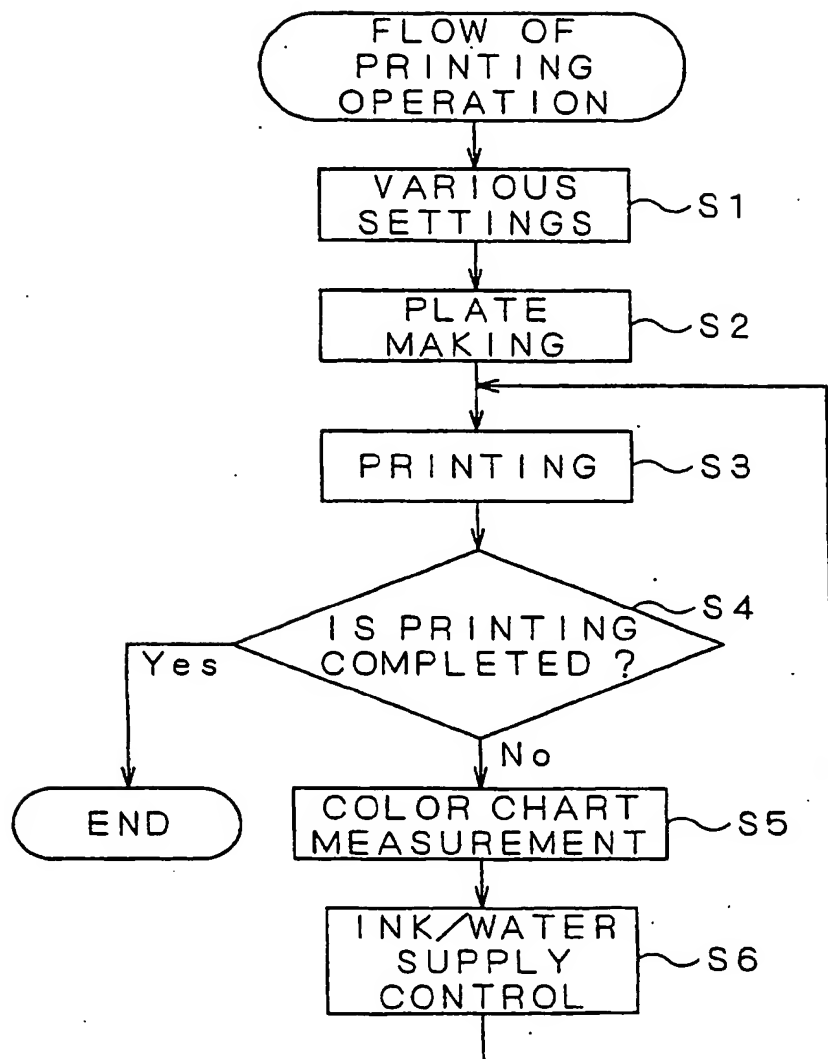 FLOW OF
PRINTING
OPERATION
VARIOUS
SETTINGS
S1
PLATE
MAKING
S2
PRINTING
S3
IS PRINTING
COMPLETED ?
S4
Yes
No
END
COLOR CHART
MEASUREMENT
S5
INK/WATER
SUPPLY
CONTROL
S6